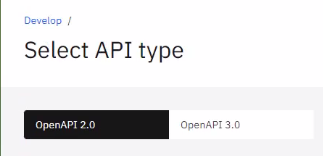 Develop /
Select API type
OpenAPI 2.0 OpenAPI 3.0